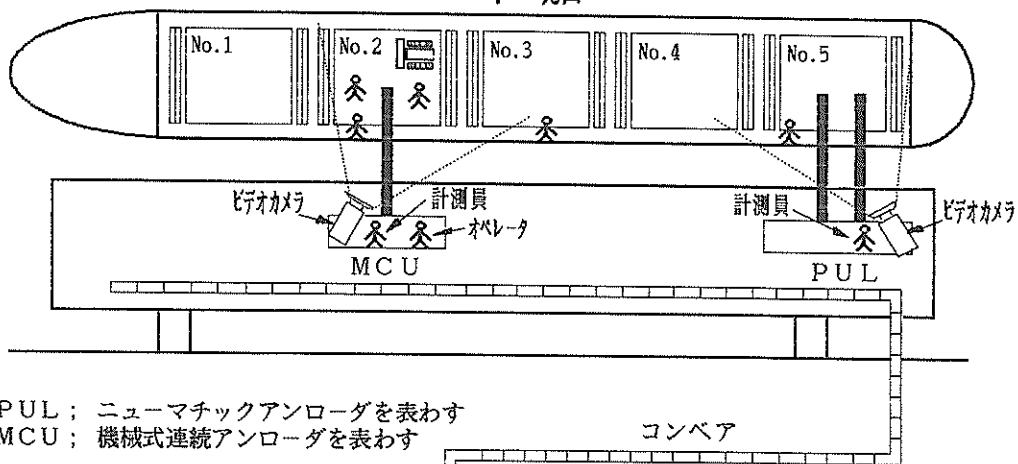 No.1
No.2
No.3
No.4
No.5
ビデオカメラ
計測員
オペレータ
計測員
ビデオカメラ
MCU
PUL
PUL; ニューマチックアンローダを表わす
MCU; 機械式連続アンローダを表わす
コンベア